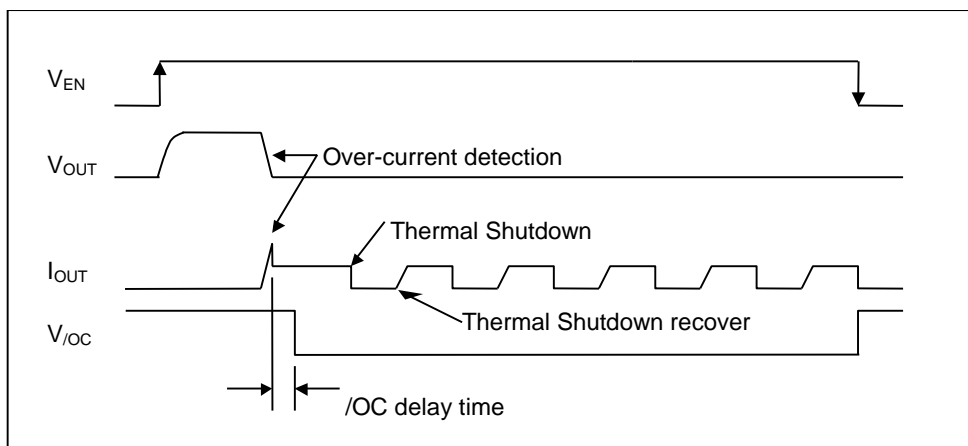 VEN
VOUT
Over-current detection
Thermal Shutdown
IOUT
Thermal Shutdown recover
V/OC
/OC delay time